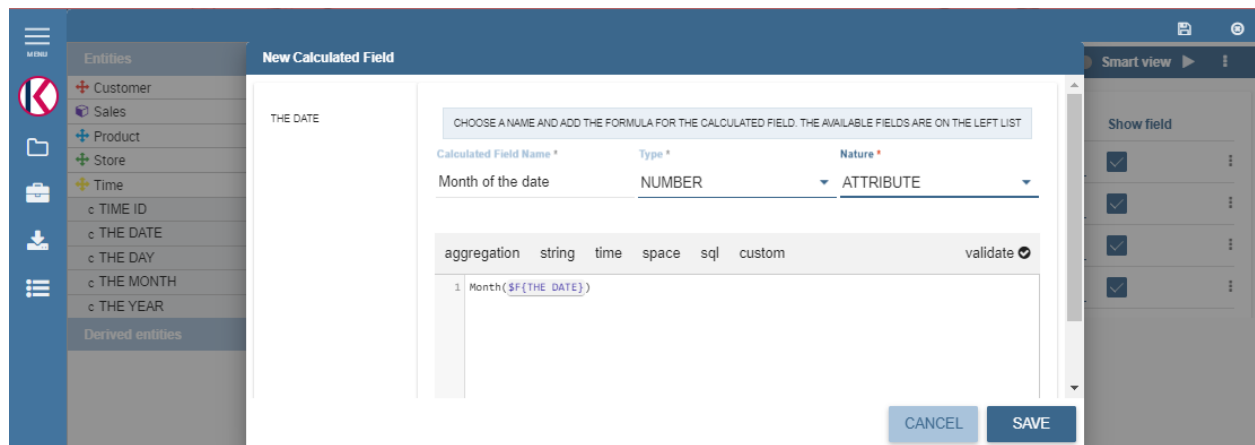 MENU
Entities
Customer
Sales
Product
Store
Time
c TIME ID
c THE DATE
c THE DAY
c THE MONTH
c THE YEAR
Derived entities
New Calculated Field
THE DATE
CHOOSE A NAME AND ADD THE FORMULA FOR THE CALCULATED FIELD. THE AVAILABLE FIELDS ARE ON THE LEFT LIST
Calculated Field Name * Type * Nature *
Month of the date NUMBER ATTRIBUTE
aggregation string time space sql custom validate
1 Month($F{THE DATE})
CANCEL SAVE
Smart view
Show field